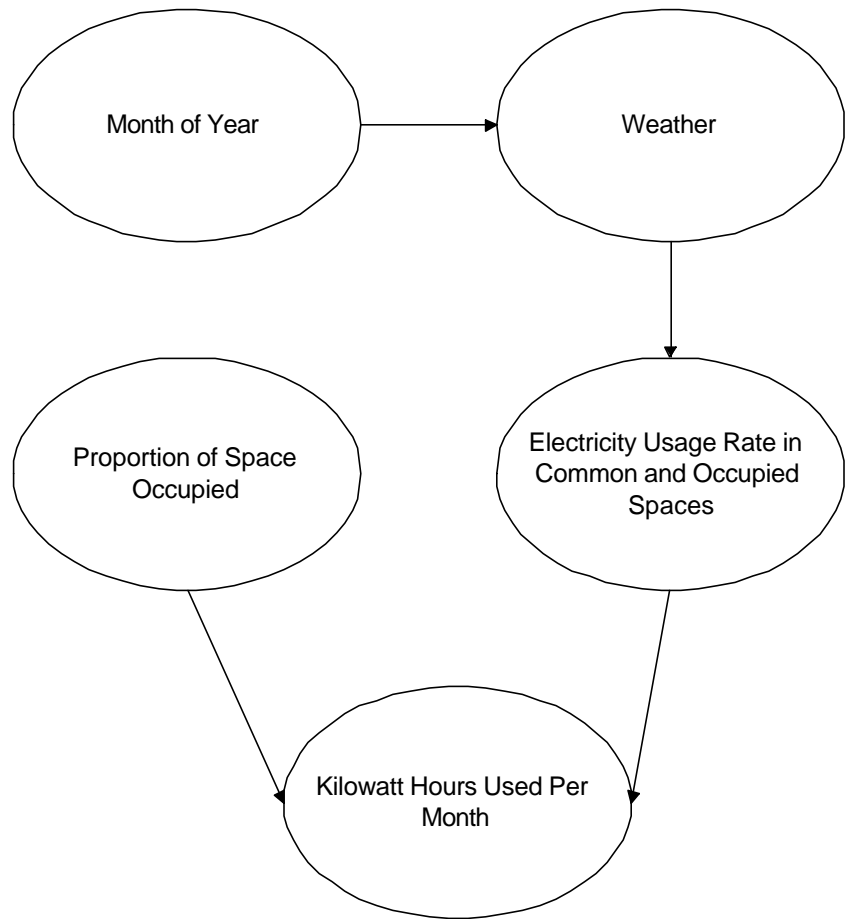 Month of Year
Weather
Proportion of Space
Occupied
Electricity Usage Rate in
Common and Occupied
Spaces
Kilowatt Hours Used Per
Month